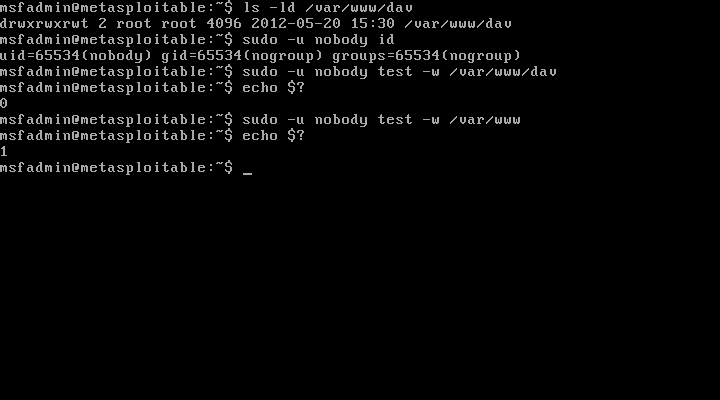 msfadmin@metasploitable:~$ ls -ld /var/www/dav
drwxrwxrwt 2 root root 4096 2012-05-20 15:30 /var/www/dav
msfadmin@metasploitable:~$ sudo -u nobody id
uid=65534(nobody) gid=65534(nogroup) groups=65534(nogroup)
msfadmin@metasploitable:~$ sudo -u nobody test -w /var/www/dav
msfadmin@metasploitable:~$ echo $?
0
msfadmin@metasploitable:~$ sudo -u nobody test -w /var/www
msfadmin@metasploitable:~$ echo $?
1
msfadmin@metasploitable:~$ _